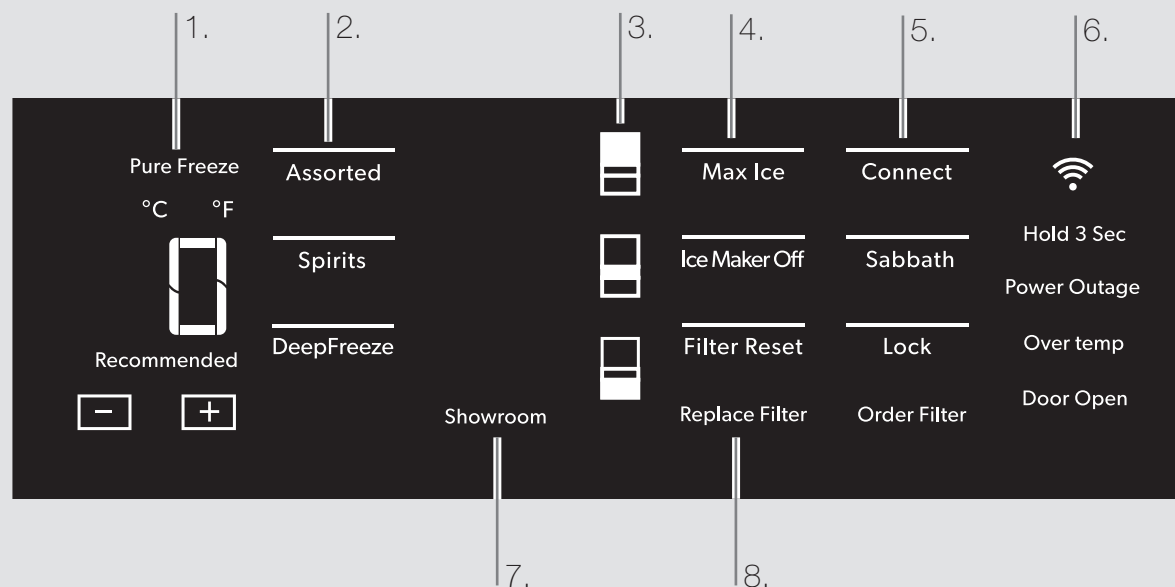 1. 2. 3. 4. 5. 6.
Pure Freeze
°C °F
0
Recommended
- +
Assorted
Spirits
DeepFreeze
Showroom
Max Ice
Ice Maker Off
Filter Reset
Replace Filter
Connect
Sabbath
Lock
Order Filter
Hold 3 Sec
Power Outage
Over temp
Door Open
7. 8.